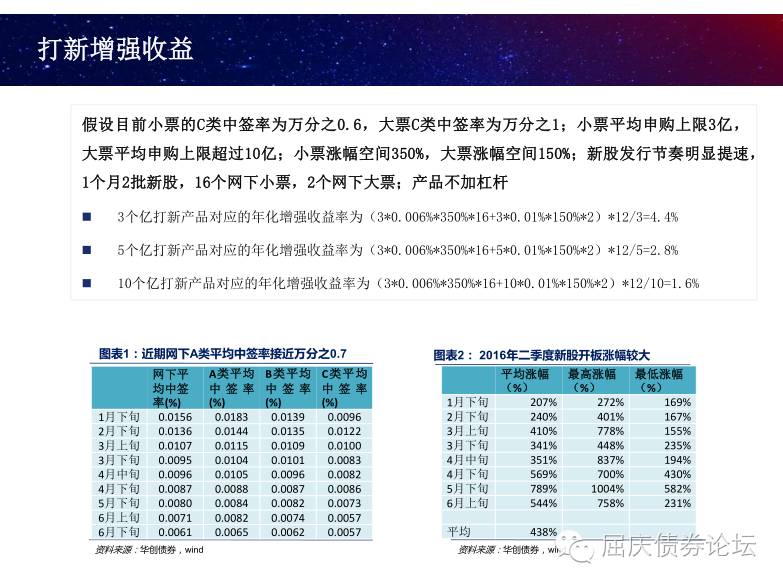 打新增强收益
假设目前小票的C类中签率为万分之0.6，大票C类中签率为万分之1；小票平均申购上限3亿，
大票平均申购上限超过10亿；小票涨幅空间350%，大票涨幅空间150%；新股发行节奏明显提速，
1个月2批新股，16个网下小票，2个网下大票；产品不加杠杆
■ 3个亿打新产品对应的年化增强收益率为（3*0.006%*350%*16+3*0.01%*150%*2）*12/3=4.4%
■ 5个亿打新产品对应的年化增强收益率为（3*0.006%*350%*16+5*0.01%*150%*2）*12/5=2.8%
■ 10个亿打新产品对应的年化增强收益率为（3*0.006%*350%*16+10*0.01%*150%*2）*12/10=1.6%
图表1：近期网下A类平均中签率接近万分之0.7
网下平均中签率(%) A类平均中签率(%) B类平均中签率(%) C类平均中签率(%)
1月下旬 0.0156 0.0183 0.0139 0.0096
2月下旬 0.0136 0.0144 0.0135 0.0122
3月上旬 0.0107 0.0115 0.0109 0.0100
3月下旬 0.0095 0.0104 0.0101 0.0083
4月中旬 0.0096 0.0105 0.0096 0.0082
4月下旬 0.0087 0.0088 0.0087 0.0086
5月下旬 0.0080 0.0084 0.0082 0.0073
6月上旬 0.0071 0.0082 0.0074 0.0057
6月下旬 0.0061 0.0065 0.0062 0.0057
资料来源：华创债券，wind
图表2： 2016年二季度新股开板涨幅较大
平均涨幅（%） 最高涨幅（%） 最低涨幅（%）
1月下旬 207% 272% 169%
2月下旬 240% 401% 167%
3月上旬 410% 778% 155%
3月下旬 341% 448% 235%
4月中旬 351% 837% 194%
4月下旬 569% 700% 430%
5月下旬 789% 1004% 582%
6月上旬 544% 758% 231%
平均 438%
资料来源：华创债券，wind
屈庆债券论坛